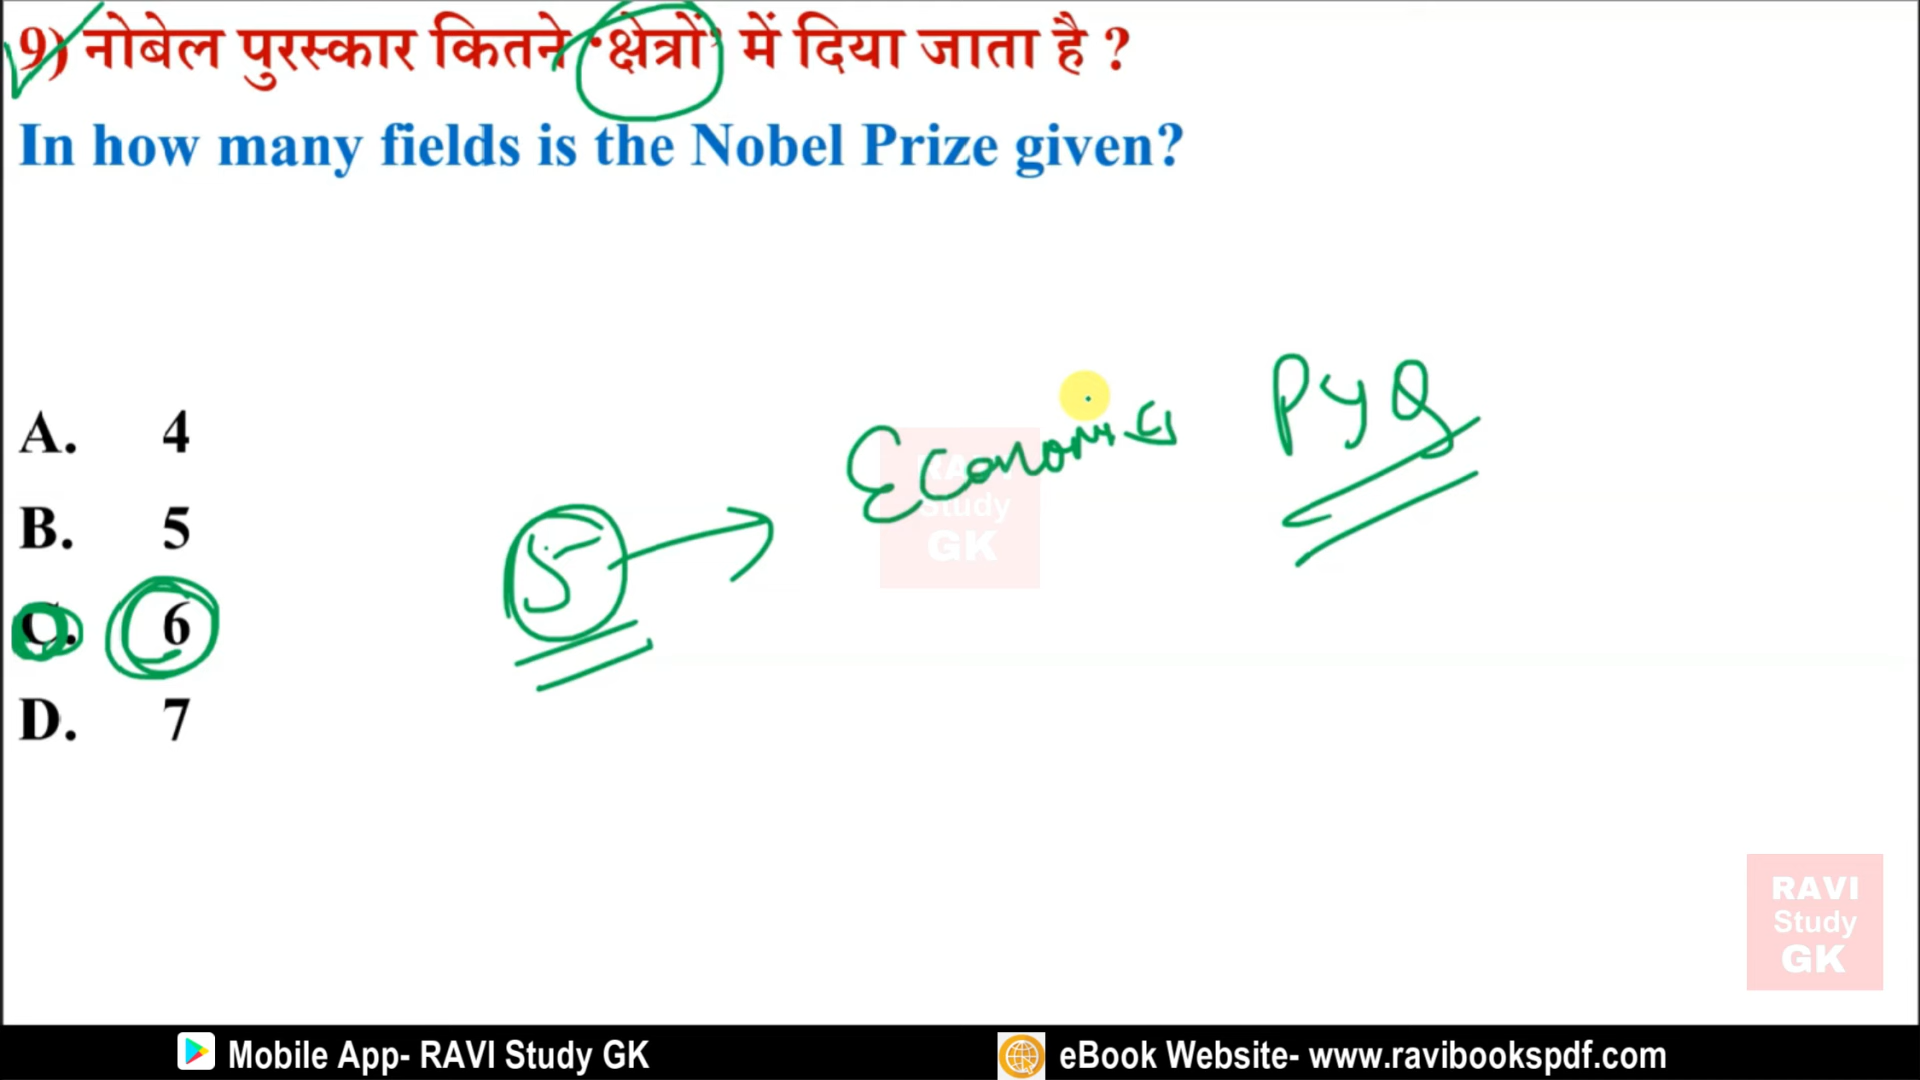 9) नोबेल पुरस्कार कितने ‘क्षेत्रों’ में दिया जाता है ?
In how many fields is the Nobel Prize given?
A. 4
B. 5
C. 6
D. 7
5
Economics
PYQ
RAVI
Study
GK
RAVI
Study
GK
Mobile App- RAVI Study GK
eBook Website- www.ravibookspdf.com